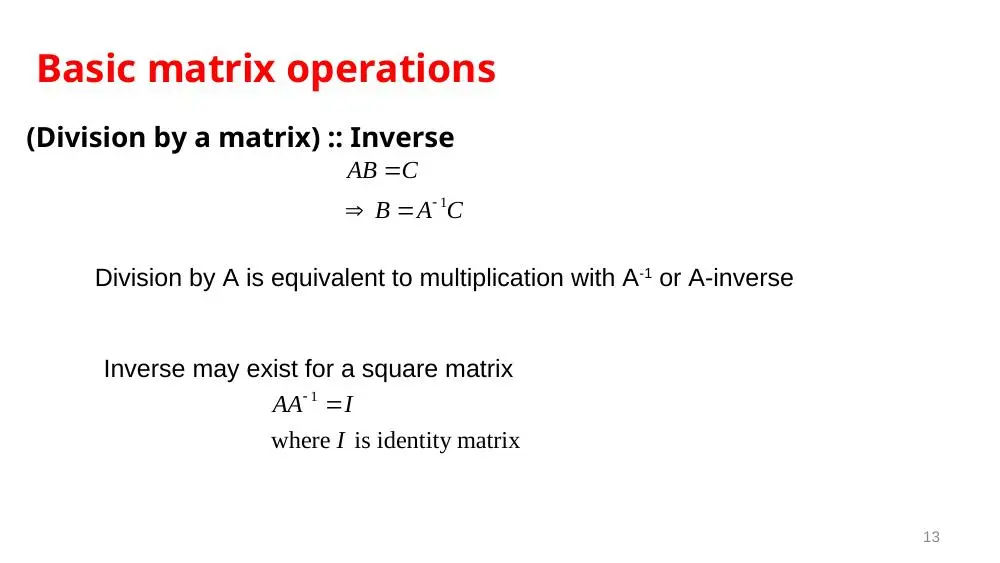 Basic matrix operations
(Division by a matrix) :: Inverse
AB = C
⇒ B = A⁻¹C
Division by A is equivalent to multiplication with A⁻¹ or A-inverse
Inverse may exist for a square matrix
AA⁻¹ = I
where I is identity matrix
13